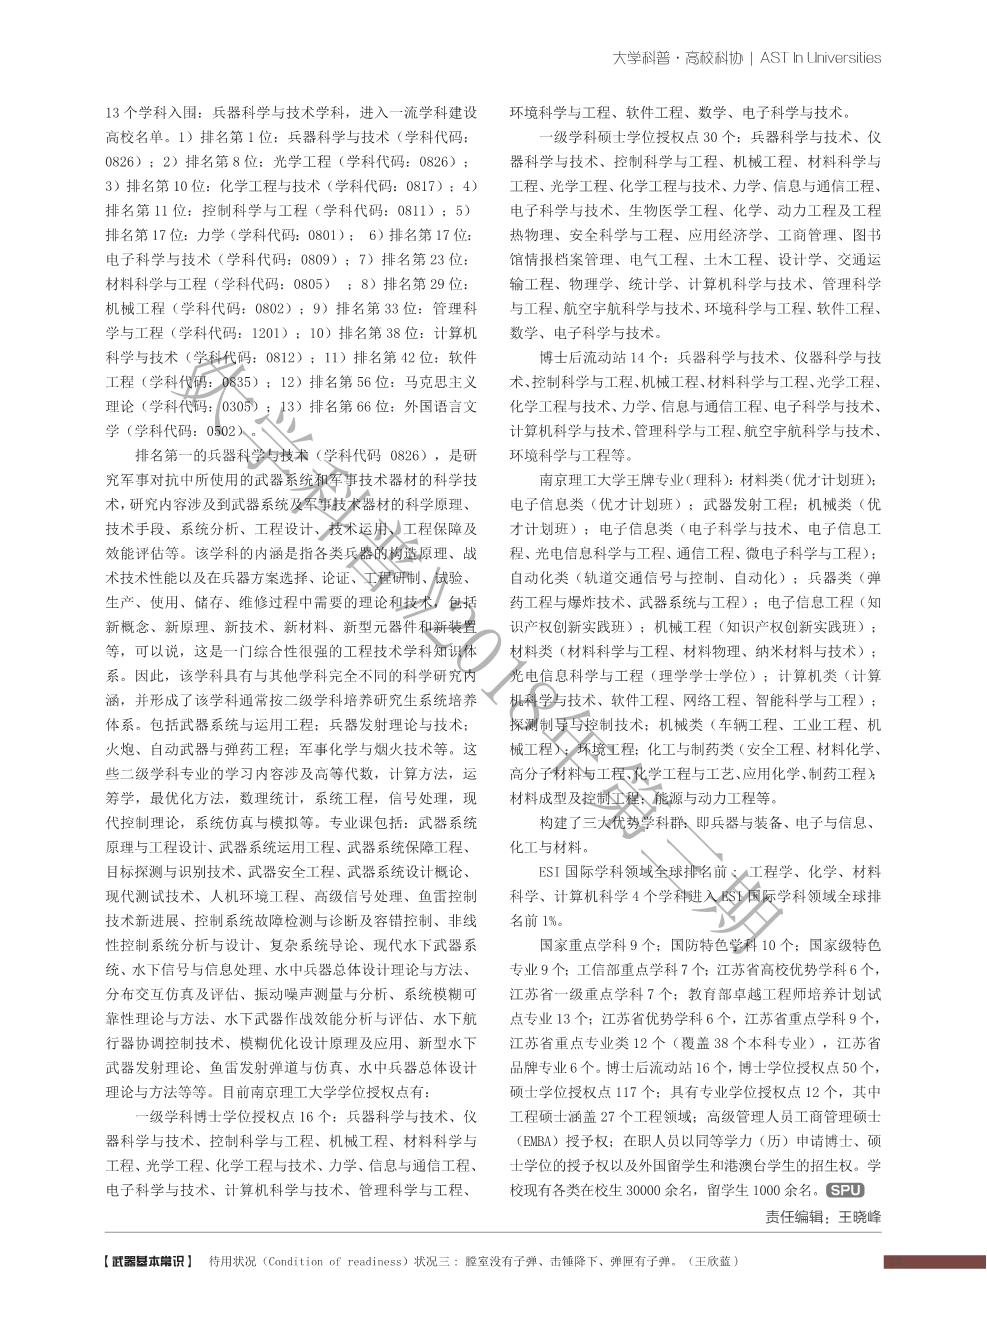 大学科普·高校科协 | AST In Universities
13 个学科入围：兵器科学与技术学科，进入一流学科建设
高校名单。1）排名第 1 位：兵器科学与技术（学科代码：
0826）；2）排名第 8 位：光学工程（学科代码：0826）；
3）排名第 10 位：化学工程与技术（学科代码：0817）；4）
排名第 11 位：控制科学与工程（学科代码：0811）；5）
排名第 17 位：力学（学科代码：0801）； 6）排名第 17 位：
电子科学与技术（学科代码：0809）；7）排名第 23 位：
材料科学与工程（学科代码：0805） ；8）排名第 29 位：
机械工程（学科代码：0802）；9）排名第 33 位：管理科
学与工程（学科代码：1201）；10）排名第 38 位：计算机
科学与技术（学科代码：0812）；11）排名第 42 位：软件
工程（学科代码：0835）；12）排名第 56 位：马克思主义
理论（学科代码：0305）；13）排名第 66 位：外国语言文
学（学科代码：0502）。
排名第一的兵器科学与技术（学科代码 0826），是研
究军事对抗中所使用的武器系统和军事技术器材的科学技
术，研究内容涉及到武器系统及军事技术器材的科学原理、
技术手段、系统分析、工程设计、技术运用、工程保障及
效能评估等。该学科的内涵是指各类兵器的构造原理、战
术技术性能以及在兵器方案选择、论证、工程研制、试验、
生产、使用、储存、维修过程中需要的理论和技术，包括
新概念、新原理、新技术、新材料、新型元器件和新装置
等，可以说，这是一门综合性很强的工程技术学科知识体
系。因此，该学科具有与其他学科完全不同的科学研究内
涵，并形成了该学科通常按二级学科培养研究生系统培养
体系。包括武器系统与运用工程；兵器发射理论与技术；
火炮、自动武器与弹药工程；军事化学与烟火技术等。这
些二级学科专业的学习内容涉及高等代数，计算方法，运
筹学，最优化方法，数理统计，系统工程，信号处理，现
代控制理论，系统仿真与模拟等。专业课包括：武器系统
原理与工程设计、武器系统运用工程、武器系统保障工程、
目标探测与识别技术、武器安全工程、武器系统设计概论、
现代测试技术、人机环境工程、高级信号处理、鱼雷控制
技术新进展、控制系统故障检测与诊断及容错控制、非线
性控制系统分析与设计、复杂系统导论、现代水下武器系
统、水下信号与信息处理、水中兵器总体设计理论与方法、
分布交互仿真及评估、振动噪声测量与分析、系统模糊可
靠性理论与方法、水下武器作战效能分析与评估、水下航
行器协调控制技术、模糊优化设计原理及应用、新型水下
武器发射理论、鱼雷发射弹道与仿真、水中兵器总体设计
理论与方法等等。目前南京理工大学学位授权点有：
一级学科博士学位授权点 16 个：兵器科学与技术、仪
器科学与技术、控制科学与工程、机械工程、材料科学与
工程、光学工程、化学工程与技术、力学、信息与通信工程、
电子科学与技术、计算机科学与技术、管理科学与工程、
环境科学与工程、软件工程、数学、电子科学与技术。
一级学科硕士学位授权点 30 个：兵器科学与技术、仪
器科学与技术、控制科学与工程、机械工程、材料科学与
工程、光学工程、化学工程与技术、力学、信息与通信工程、
电子科学与技术、生物医学工程、化学、动力工程及工程
热物理、安全科学与工程、应用经济学、工商管理、图书
馆情报档案管理、电气工程、土木工程、设计学、交通运
输工程、物理学、统计学、计算机科学与技术、管理科学
与工程、航空宇航科学与技术、环境科学与工程、软件工程、
数学、电子科学与技术。
博士后流动站 14 个：兵器科学与技术、仪器科学与技
术、控制科学与工程、机械工程、材料科学与工程、光学工程、
化学工程与技术、力学、信息与通信工程、电子科学与技术、
计算机科学与技术、管理科学与工程、航空宇航科学与技术、
环境科学与工程等。
南京理工大学王牌专业（理科）：材料类（优才计划班）；
电子信息类（优才计划班）；武器发射工程；机械类（优
才计划班）；电子信息类（电子科学与技术、电子信息工
程、光电信息科学与工程、通信工程、微电子科学与工程）；
自动化类（轨道交通信号与控制、自动化）；兵器类（弹
药工程与爆炸技术、武器系统与工程）；电子信息工程（知
识产权创新实践班）；机械工程（知识产权创新实践班）；
材料类（材料科学与工程、材料物理、纳米材料与技术）；
光电信息科学与工程（理学学士学位）；计算机类（计算
机科学与技术、软件工程、网络工程、智能科学与工程）；
探测制导与控制技术；机械类（车辆工程、工业工程、机
械工程）；环境工程；化工与制药类（安全工程、材料化学、
高分子材料与工程、化学工程与工艺、应用化学、制药工程）；
材料成型及控制工程；能源与动力工程等。
构建了三大优势学科群：即兵器与装备、电子与信息、
化工与材料。
ESI 国际学科领域全球排名前 ： 工程学、化学、材料
科学、计算机科学 4 个学科进入 ESI 国际学科领域全球排
名前 1%。
国家重点学科 9 个；国防特色学科 10 个；国家级特色
专业 9 个；工信部重点学科 7 个；江苏省高校优势学科 6 个，
江苏省一级重点学科 7 个；教育部卓越工程师培养计划试
点专业 13 个；江苏省优势学科 6 个，江苏省重点学科 9 个，
江苏省重点专业类 12 个（覆盖 38 个本科专业），江苏省
品牌专业 6 个。博士后流动站 16 个，博士学位授权点 50 个，
硕士学位授权点 117 个；具有专业学位授权点 12 个，其中
工程硕士涵盖 27 个工程领域；高级管理人员工商管理硕士
（EMBA）授予权；在职人员以同等学力（历）申请博士、硕
士学位的授予权以及外国留学生和港澳台学生的招生权。学
校现有各类在校生 30000 余名，留学生 1000 余名。SPU
责任编辑：王晓峰
《大学科普》2018年第三期
【武器基本常识】 待用状况（Condition of readiness）状况三 : 膛室没有子弹、击锤降下、弹匣有子弹。（王欣蓝）